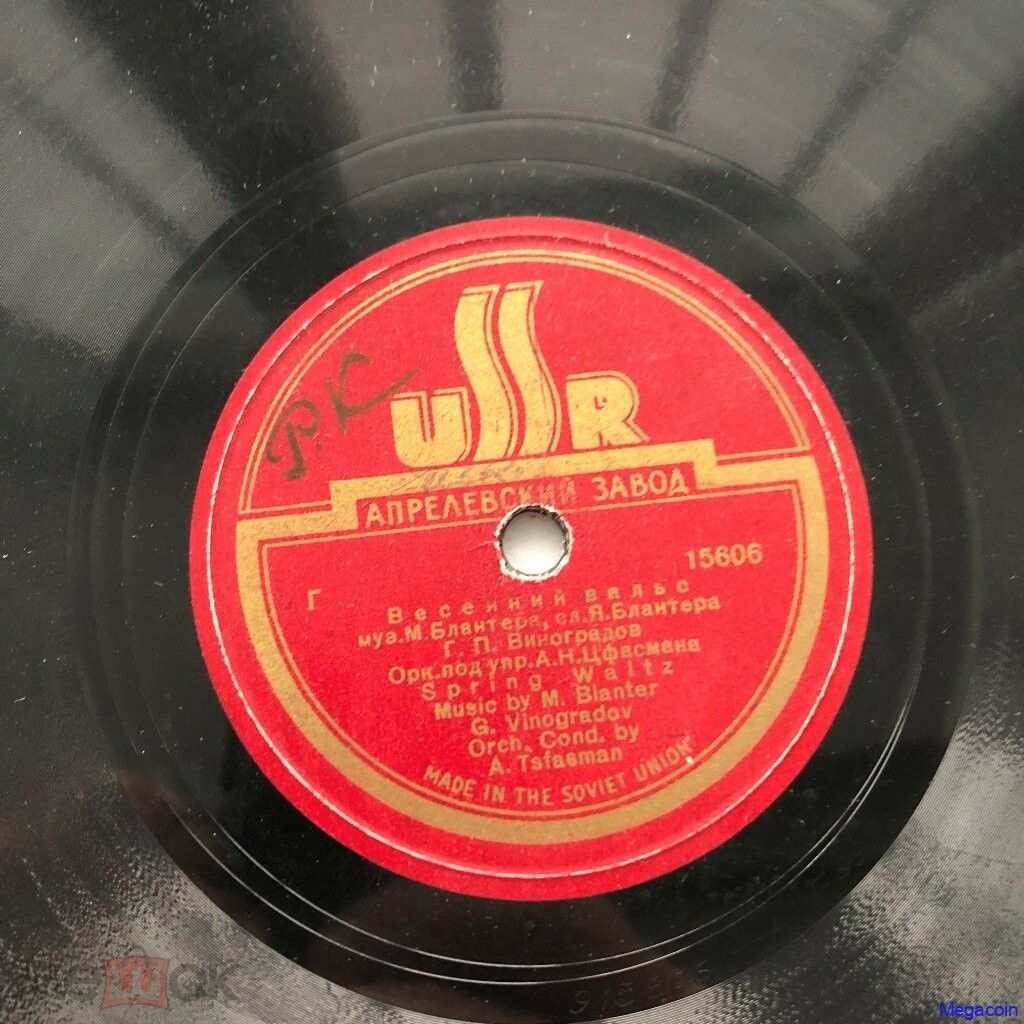 USSR
Р.К
АПРЕЛЕВСКИЙ ЗАВОД
15606
Г
Весенний вальс
муз.М.Блантера, сл.Я.Блантера
Г. П. Виноградов
Орк.под упр.А.Н.Цфасмана
Spring Waltz
Music by M. Blanter
G. Vinogradov
Orch. Cond. by
A. Tsfasman
MADE IN THE SOVIET UNION
мешок
Megacoin